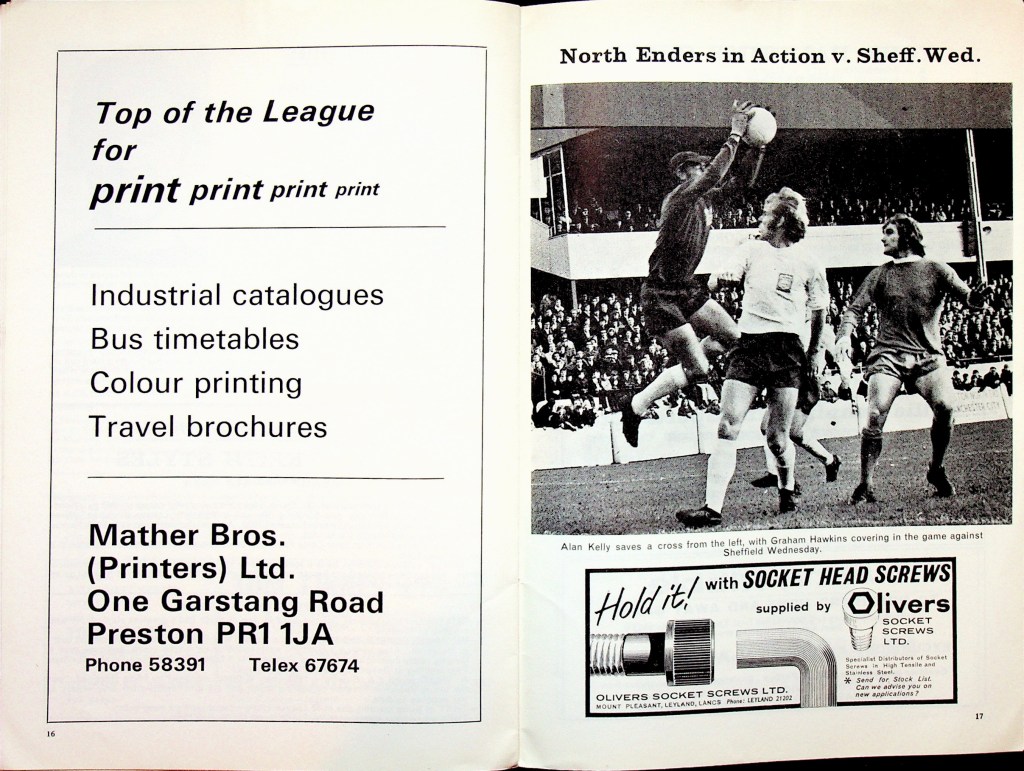 Top of the League
for
print print print print
Industrial catalogues
Bus timetables
Colour printing
Travel brochures
Mather Bros.
(Printers) Ltd.
One Garstang Road
Preston PR1 1JA
Phone 58391 Telex 67674
16
North Enders in Action v. Sheff. Wed.
CHESTER CITY
Alan Kelly saves a cross from the left, with Graham Hawkins covering in the game against
Sheffield Wednesday.
Hold it! with SOCKET HEAD SCREWS
supplied by Olivers
SOCKET
SCREWS
LTD.
Specialist Distributors of Socket
Screws in High Tensile and
Stainless Steel.
* Send for Stock List.
Can we advise you on
new applications?
OLIVERS SOCKET SCREWS LTD.
MOUNT PLEASANT, LEYLAND, LANCS Phone: LEYLAND 21202
17